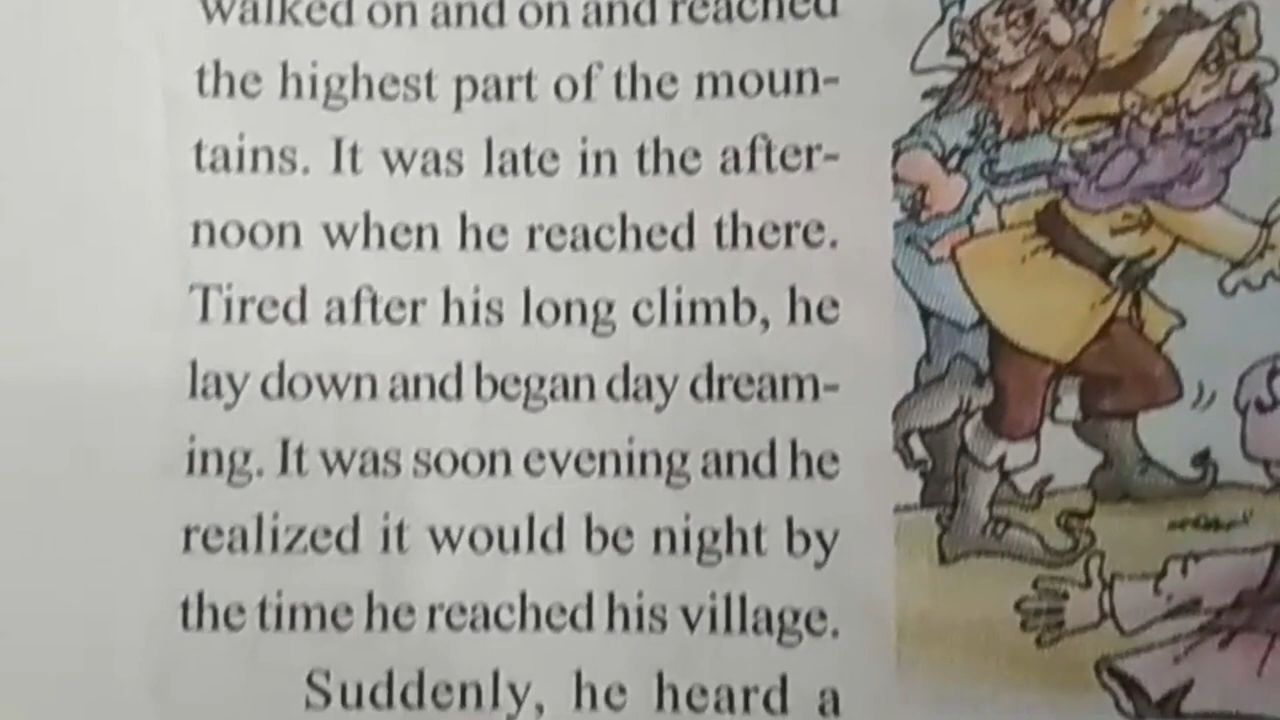 walked on and on and reached
the highest part of the moun-
tains. It was late in the after-
noon when he reached there.
Tired after his long climb, he
lay down and began day dream-
ing. It was soon evening and he
realized it would be night by
the time he reached his village.
Suddenly, he heard a